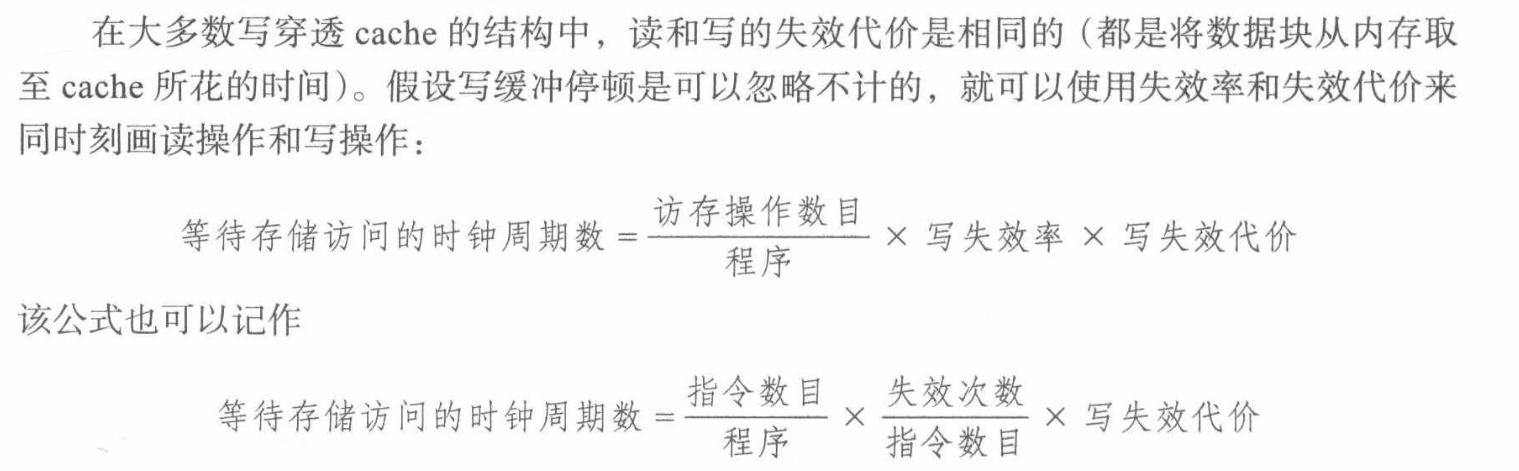 在大多数写穿透 cache 的结构中，读和写的失效代价是相同的（都是将数据块从内存取
至 cache 所花的时间）。假设写缓冲停顿是可以忽略不计的，就可以使用失效率和失效代价来
同时刻画读操作和写操作：
等待存储访问的时钟周期数 = 访存操作数目/程序 × 写失效率 × 写失效代价
该公式也可以记作
等待存储访问的时钟周期数 = 指令数目/程序 × 失效次数/指令数目 × 写失效代价